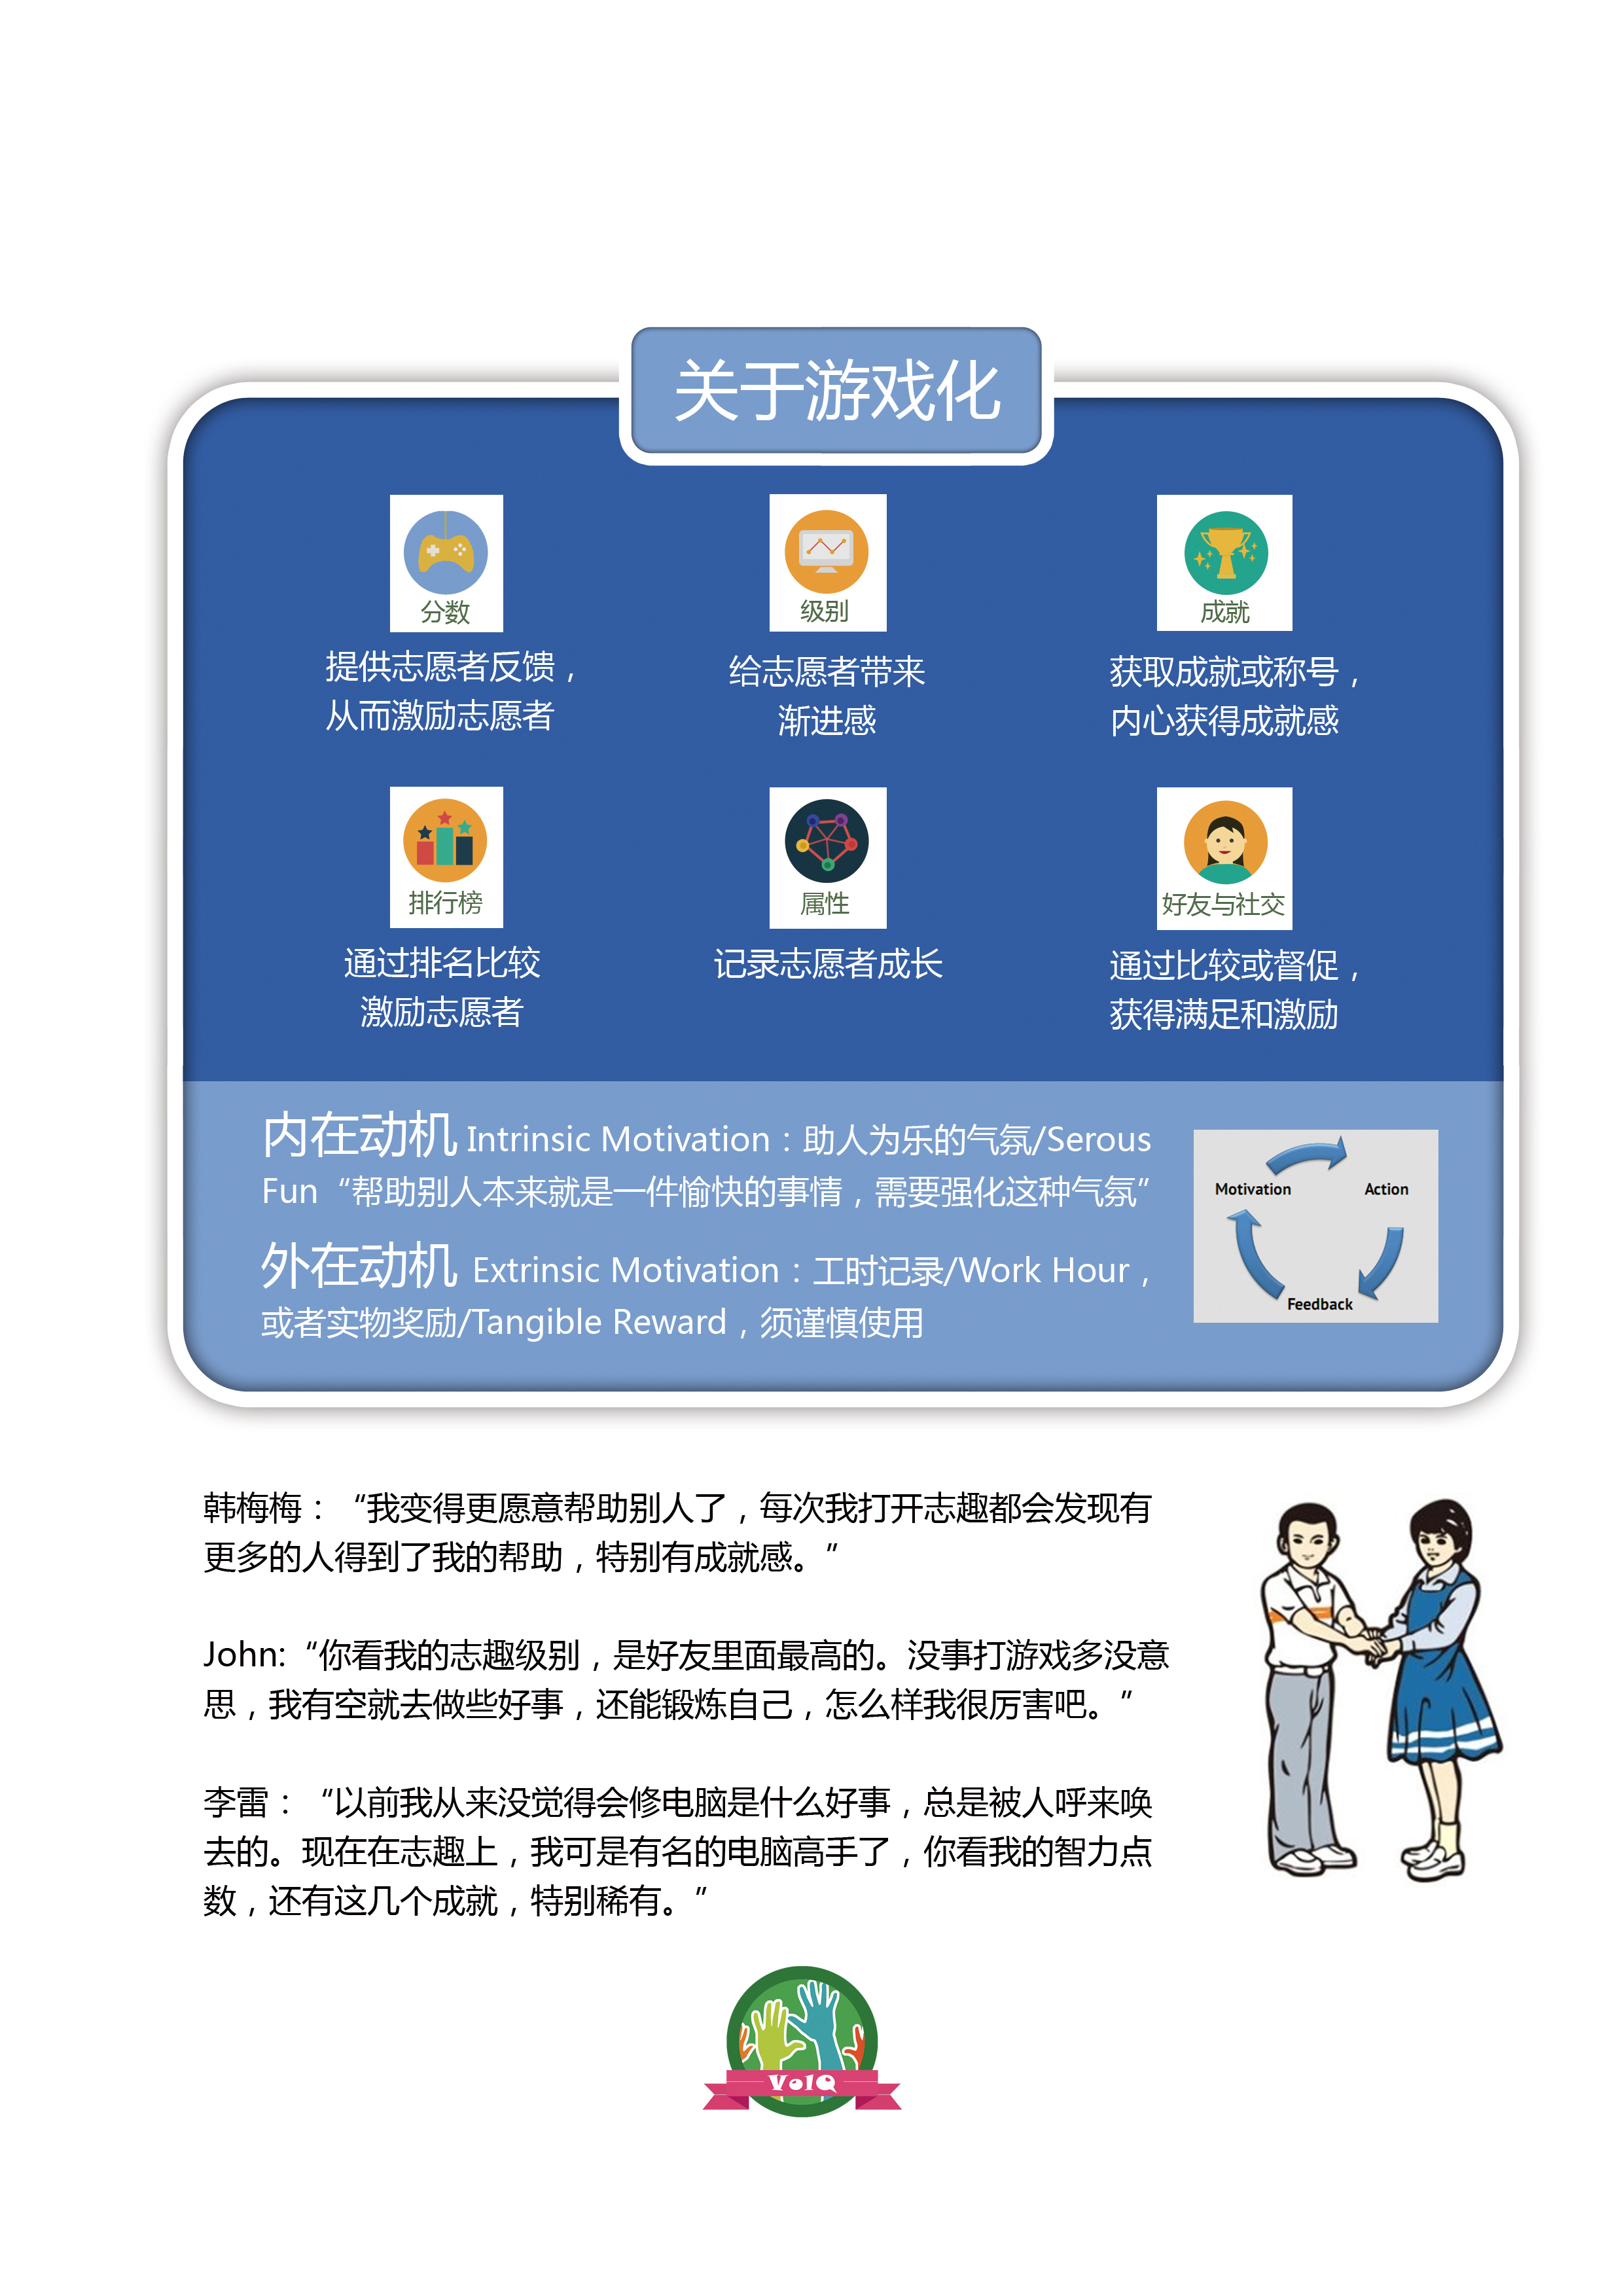 关于游戏化
分数
级别
成就
提供志愿者反馈，
从而激励志愿者
给志愿者带来
渐进感
获取成就或称号，
内心获得成就感
排行榜
属性
好友与社交
通过排名比较
激励志愿者
记录志愿者成长
通过比较或督促，
获得满足和激励
内在动机 Intrinsic Motivation：助人为乐的气氛/Serous
Fun “帮助别人本来就是一件愉快的事情，需要强化这种气氛”
外在动机 Extrinsic Motivation：工时记录/Work Hour，
或者实物奖励/Tangible Reward，须谨慎使用
Motivation
Action
Feedback
韩梅梅：“我变得更愿意帮助别人了，每次我打开志趣都会发现有
更多的人得到了我的帮助，特别有成就感。”
John:“你看我的志趣级别，是好友里面最高的。没事打游戏多没意
思，我有空就去做些好事，还能锻炼自己，怎么样我很厉害吧。”
李雷：“以前我从来没觉得会修电脑是什么好事，总是被人呼来唤
去的。现在在志趣上，我可是有名的电脑高手了，你看我的智力点
数，还有这几个成就，特别稀有。”
VolQ